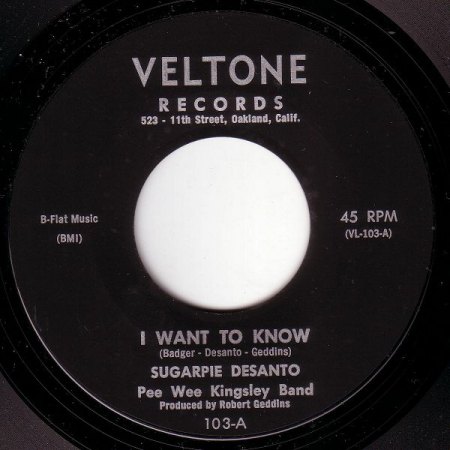 VELTONE
RECORDS
523 - 11th Street, Oakland, Calif.
B-Flat Music
(BMI)
45 RPM
(VL-103-A)
I WANT TO KNOW
(Badger - Desanto - Geddins)
SUGARPIE DESANTO
Pee Wee Kingsley Band
Produced by Robert Geddins
103-A